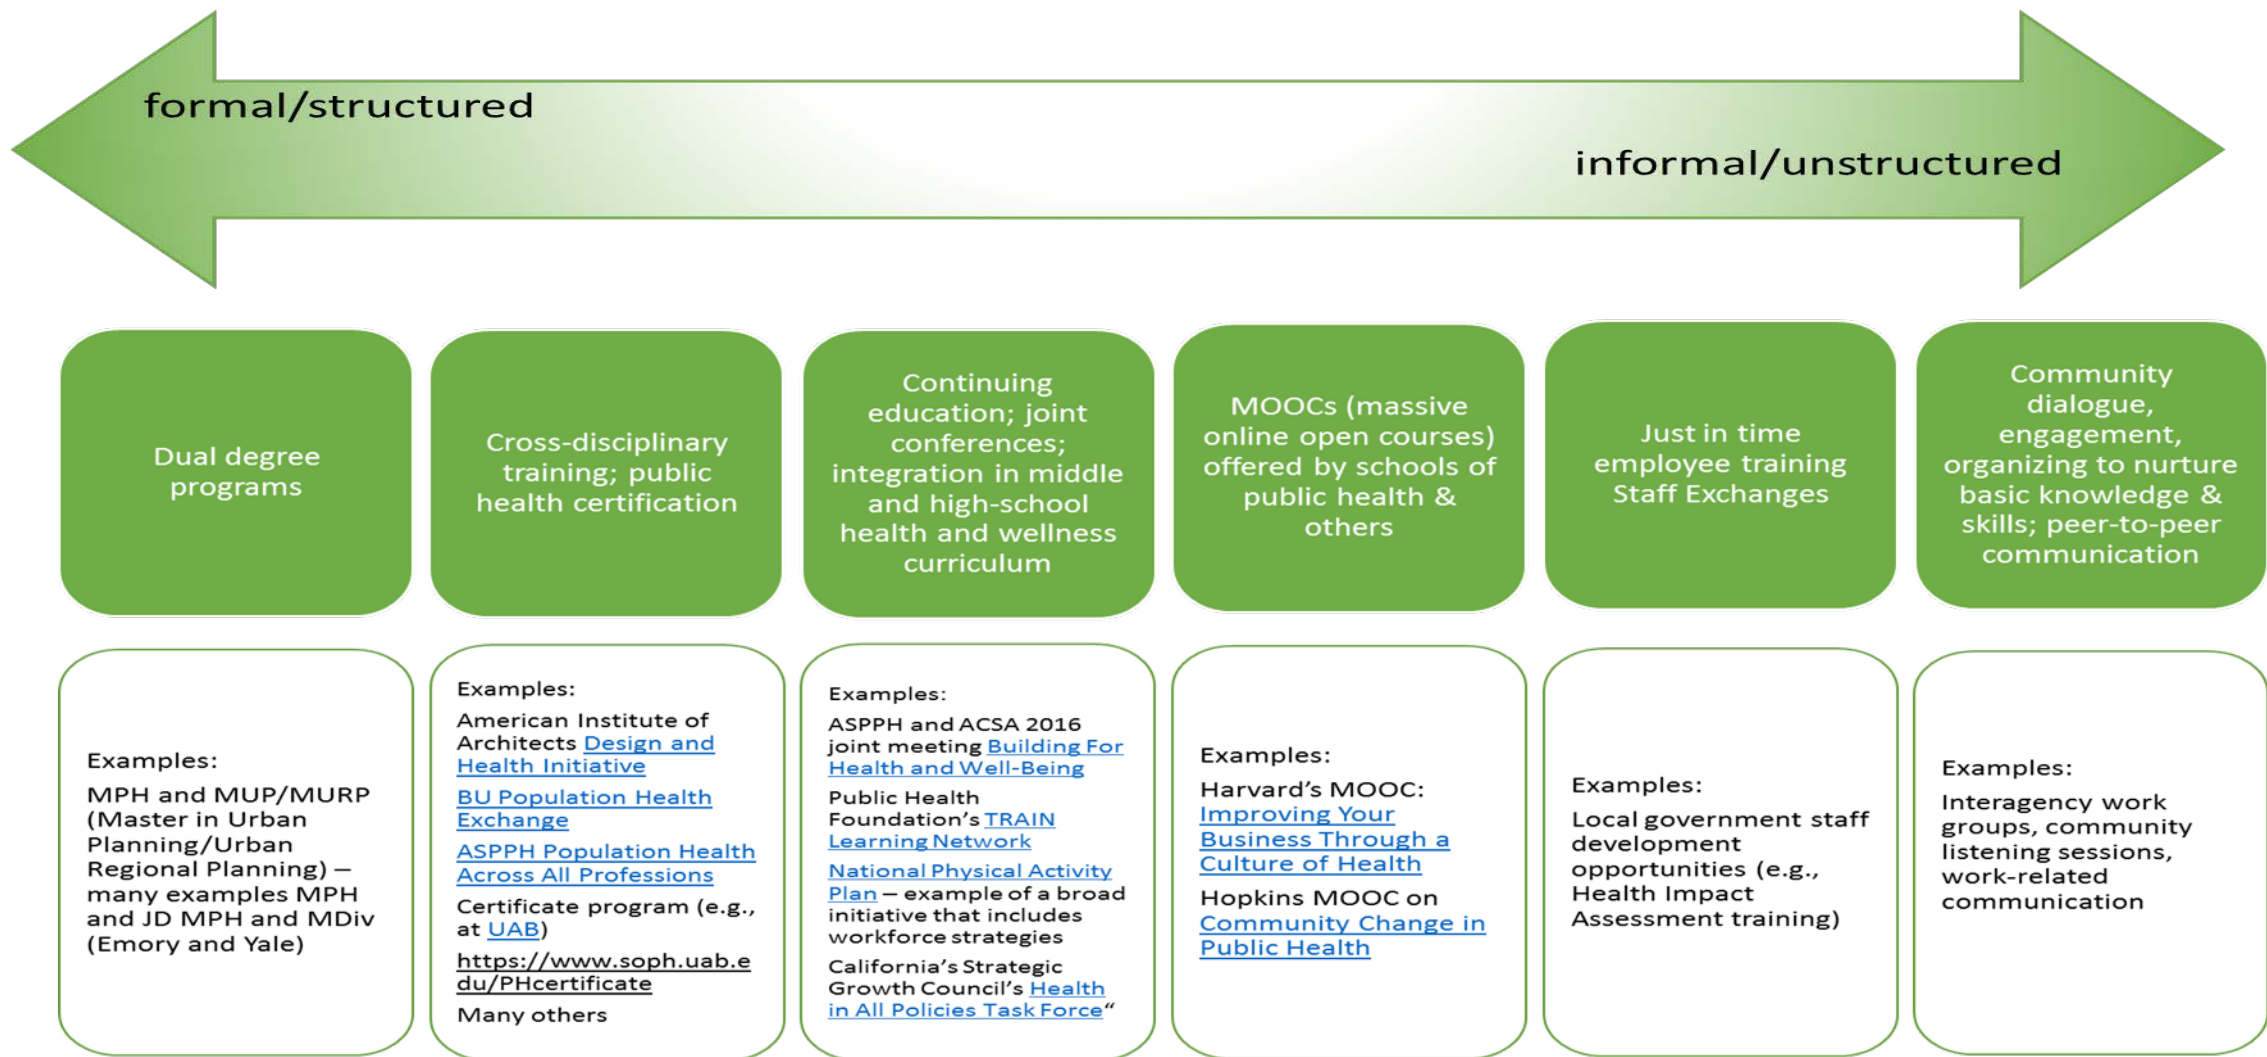 formal/structured
informal/unstructured
Dual degree
programs
Cross-disciplinary
training; public
health certification
Continuing
education; joint
conferences;
integration in middle
and high-school
health and wellness
curriculum
MOOCs (massive
online open courses)
offered by schools of
public health &
others
Just in time
employee training
Staff Exchanges
Community
dialogue,
engagement,
organizing to nurture
basic knowledge &
skills; peer-to-peer
communication
Examples:
MPH and MUP/MURP
(Master in Urban
Planning/Urban
Regional Planning) –
many examples MPH
and JD MPH and MDiv
(Emory and Yale)
Examples:
American Institute of
Architects Design and
Health Initiative
BU Population Health
Exchange
ASPPH Population Health
Across All Professions
Certificate program (e.g.,
at UAB)
https://www.soph.uab.e
du/PHcertificate
Many others
Examples:
ASPPH and ACSA 2016
joint meeting Building For
Health and Well-Being
Public Health
Foundation’s TRAIN
Learning Network
National Physical Activity
Plan – example of a broad
initiative that includes
workforce strategies
California’s Strategic
Growth Council’s Health
in All Policies Task Force“
Examples:
Harvard’s MOOC:
Improving Your
Business Through a
Culture of Health
Hopkins MOOC on
Community Change in
Public Health
Examples:
Local government staff
development
opportunities (e.g.,
Health Impact
Assessment training)
Examples:
Interagency work
groups, community
listening sessions,
work-related
communication